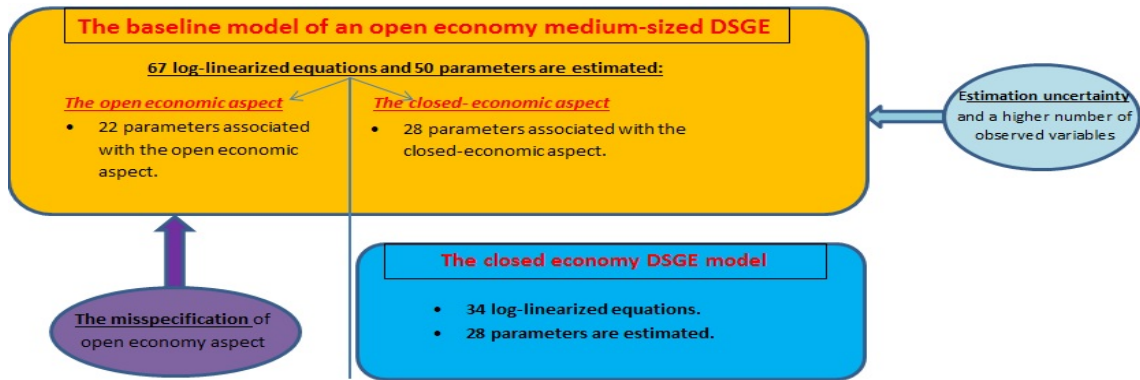 The baseline model of an open economy medium-sized DSGE
67 log-linearized equations and 50 parameters are estimated:
The open economic aspect
• 22 parameters associated
with the open economic
aspect.
The closed- economic aspect
• 28 parameters associated with the
closed-economic aspect.
Estimation uncertainty
and a higher number of
observed variables
The closed economy DSGE model
• 34 log-linearized equations.
• 28 parameters are estimated.
The misspecification of
open economy aspect